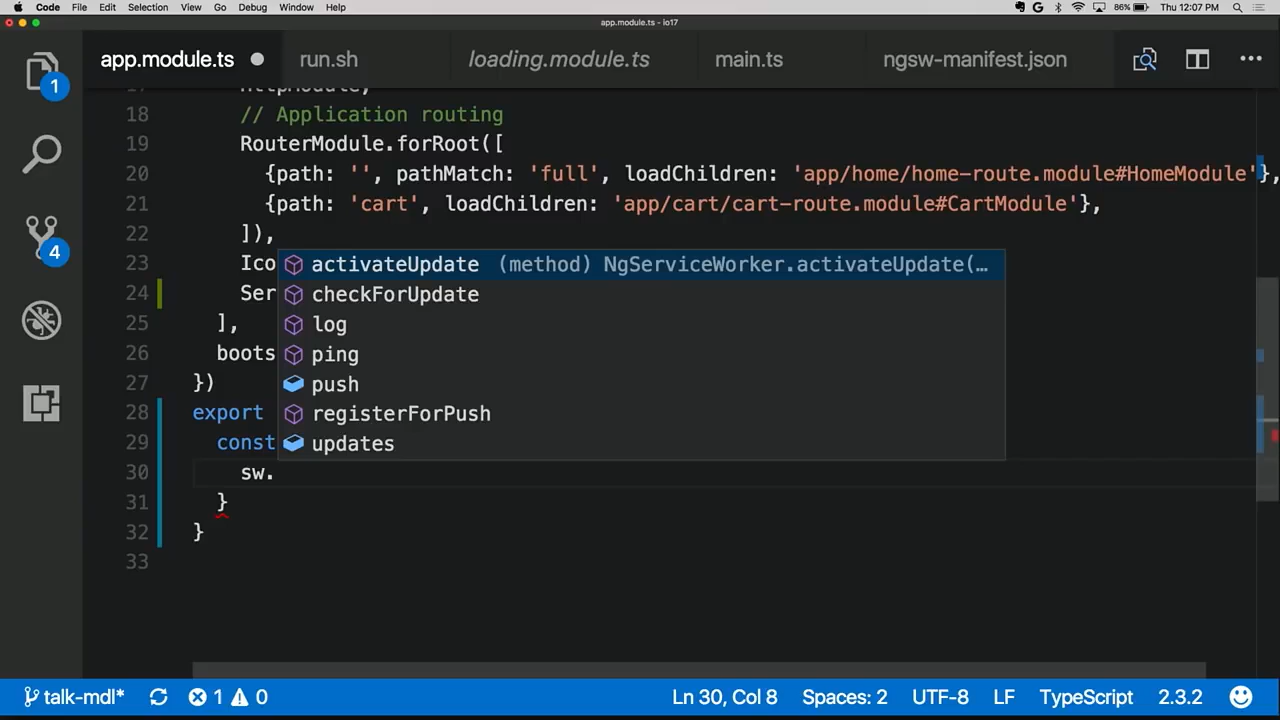 Code File Edit Selection View Go Debug Window Help 86% Thu 12:07 PM
app.module.ts - io17
app.module.ts run.sh loading.module.ts main.ts ngsw-manifest.json
1
4
17 HttpModule,
18 // Application routing
19 RouterModule.forRoot([
20 {path: '', pathMatch: 'full', loadChildren: 'app/home/home-route.module#HomeModule'},
21 {path: 'cart', loadChildren: 'app/cart/cart-route.module#CartModule'},
22 ]),
23 Ico
24 Ser
25 ],
26 boots
27 })
28 export
29 const
30 sw.
31 }
32 }
33
activateUpdate (method) NgServiceWorker.activateUpdate(…
checkForUpdate
log
ping
push
registerForPush
updates
talk-mdl* 1 0 Ln 30, Col 8 Spaces: 2 UTF-8 LF TypeScript 2.3.2